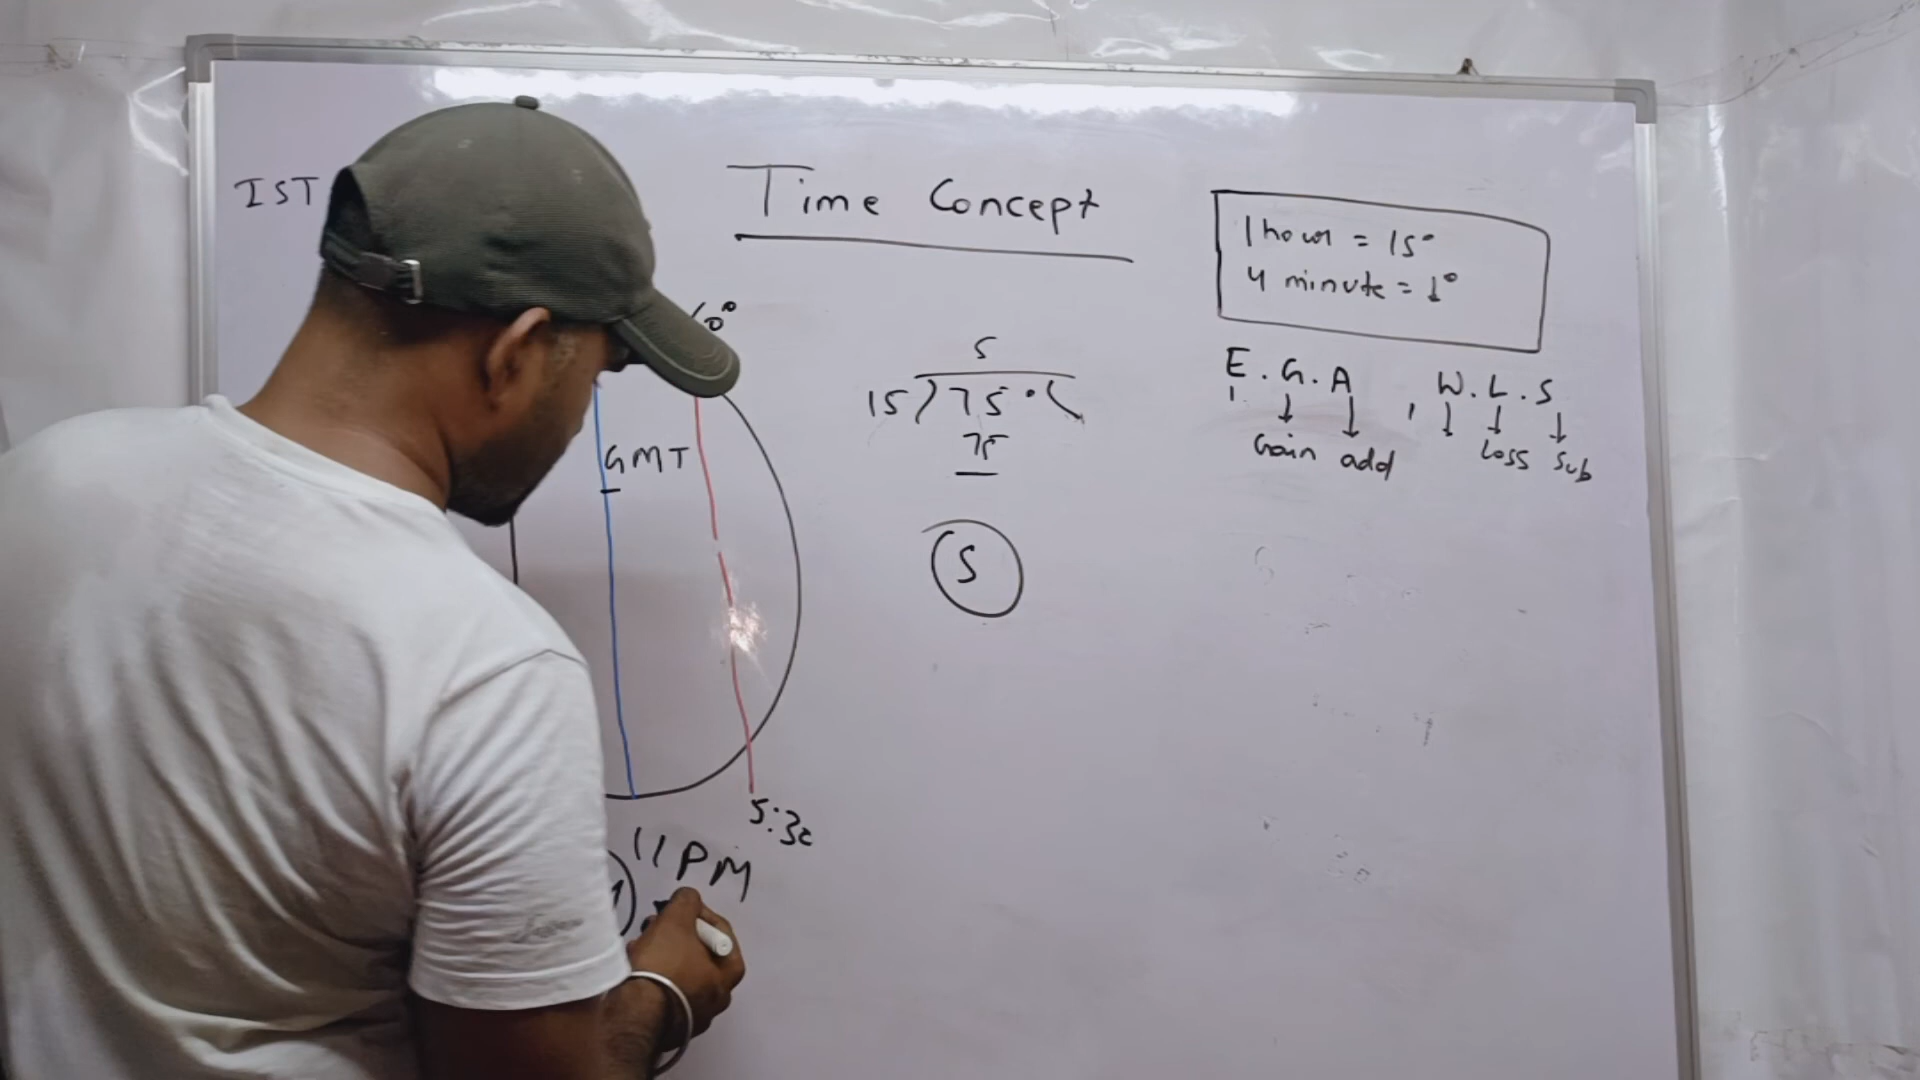 IST
Time Concept
1 hour = 15°
4 minute = 1°
0°
5
15)75°(
75
5
GMT
E.G.A
Gain add
W.L.S
Loss Sub
5:30
11 PM